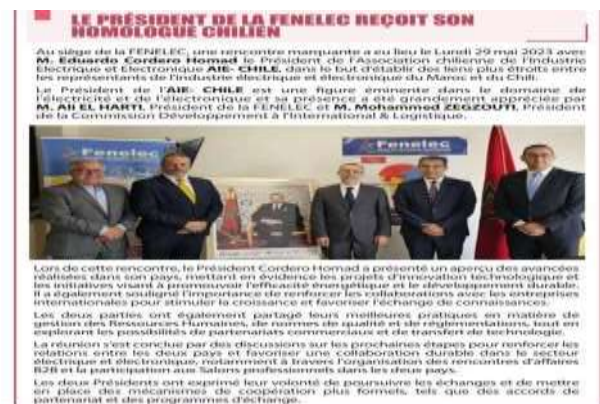 LE PRÉSIDENT DE LA FENELEC REÇOIT SON
HOMOLOGUE CHILIEN
Au siège de la FENELEC, une rencontre marquante a eu lieu le Lundi 29 mai 2023 avec
M. Eduardo Cordero Homad le Président de l'Association chilienne de l'Industrie
Electrique et Electronique AIE- CHILE, dans le but d'établir des liens plus étroits entre
les représentants de l'industrie électrique et électronique du Maroc et du Chili.
Le Président de l'AIE- CHILE est une figure éminente dans le domaine de
l'électricité et de l'électronique et sa présence a été grandement appréciée par
M. Ali EL HARTI, Président de la FENELEC et M. Mohammed ZEGZOUTI, Président
de la Commission Développement à l'International & Logistique.
Fenelec
Fenelec
Lors de cette rencontre, le Président Cordero Homad a présenté un aperçu des avancées
réalisées dans son pays, mettant en évidence les projets d'innovation technologique et
les initiatives visant à promouvoir l'efficacité énergétique et le développement durable.
Il a également souligné l'importance de renforcer les collaborations avec les entreprises
internationales pour stimuler la croissance et favoriser l'échange de connaissances.
Les deux parties ont également partagé leurs meilleures pratiques en matière de
gestion des Ressources Humaines, de normes de qualité et de réglementations, tout en
explorant les possibilités de partenariats commerciaux et de transfert de technologie.
La réunion s'est conclue par des discussions sur les prochaines étapes pour renforcer les
relations entre les deux pays et favoriser une collaboration durable dans le secteur
électrique et électronique, notamment à travers l'organisation des rencontres d'affaires
B2B et la participation aux Salons professionnels dans les deux pays.
Les deux Présidents ont exprimé leur volonté de poursuivre les échanges et de mettre
en place des mécanismes de coopération plus formels, tels que des accords de
partenariat et des programmes d'échange.